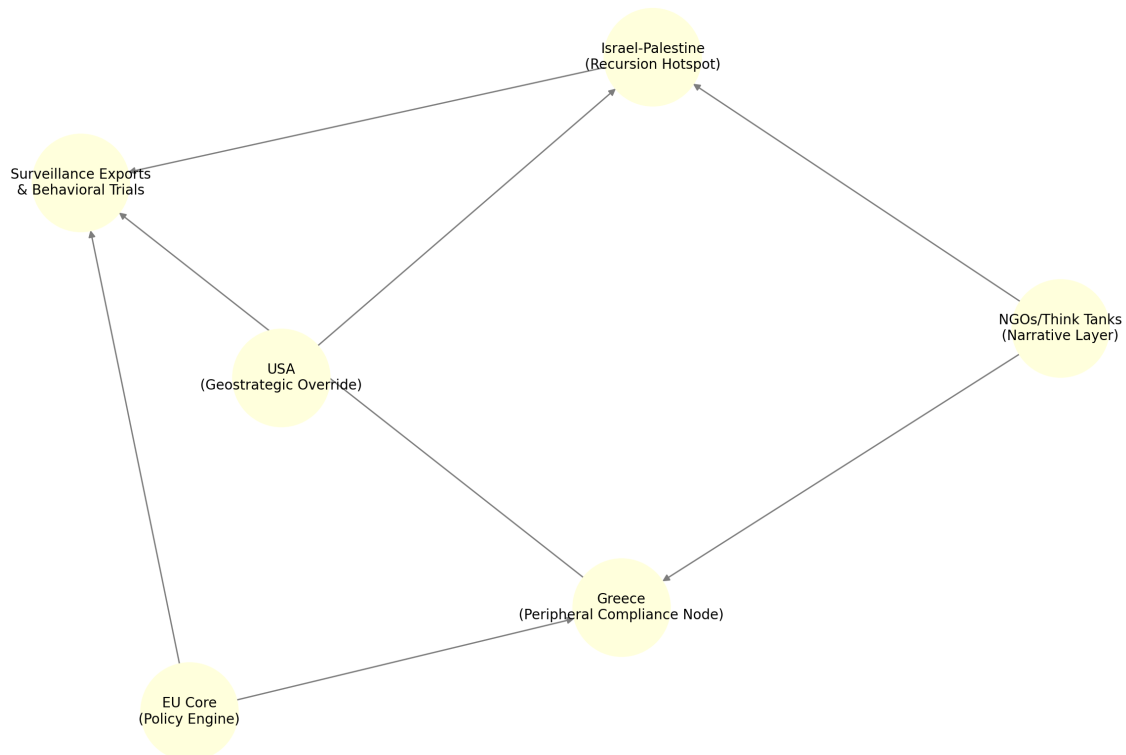 Israel-Palestine
(Recursion Hotspot)
Surveillance Exports
& Behavioral Trials
NGOs/Think Tanks
(Narrative Layer)
USA
(Geostrategic Override)
Greece
(Peripheral Compliance Node)
EU Core
(Policy Engine)